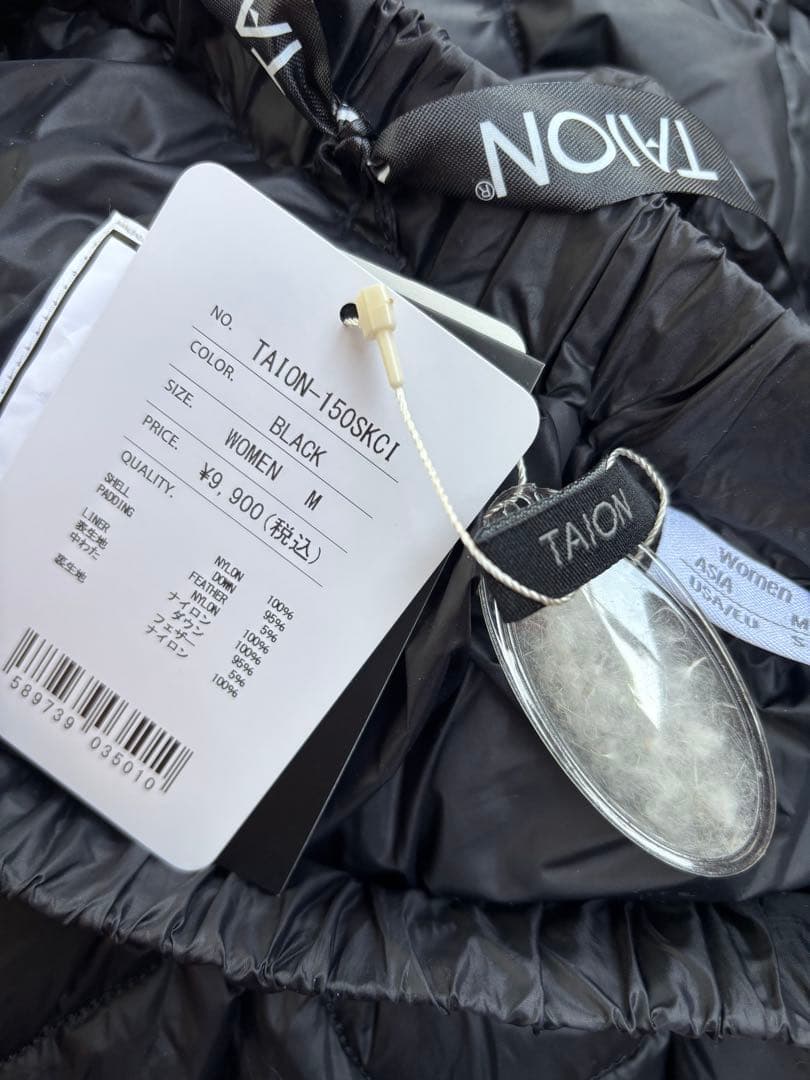 TA
TAION®
NO. TAION-150SKCI
COLOR. BLACK
SIZE. WOMEN M
PRICE. ¥9,900(税込)
QUALITY.
SHELL NYLON 100%
PADDING DOWN 95%
FEATHER 5%
LINER NYLON 100%
表生地 ナイロン 100%
中わた ダウン 95%
フェザー 5%
裏生地 ナイロン 100%
589739 035010
TAION
Women
ASIA M
USA/EU S